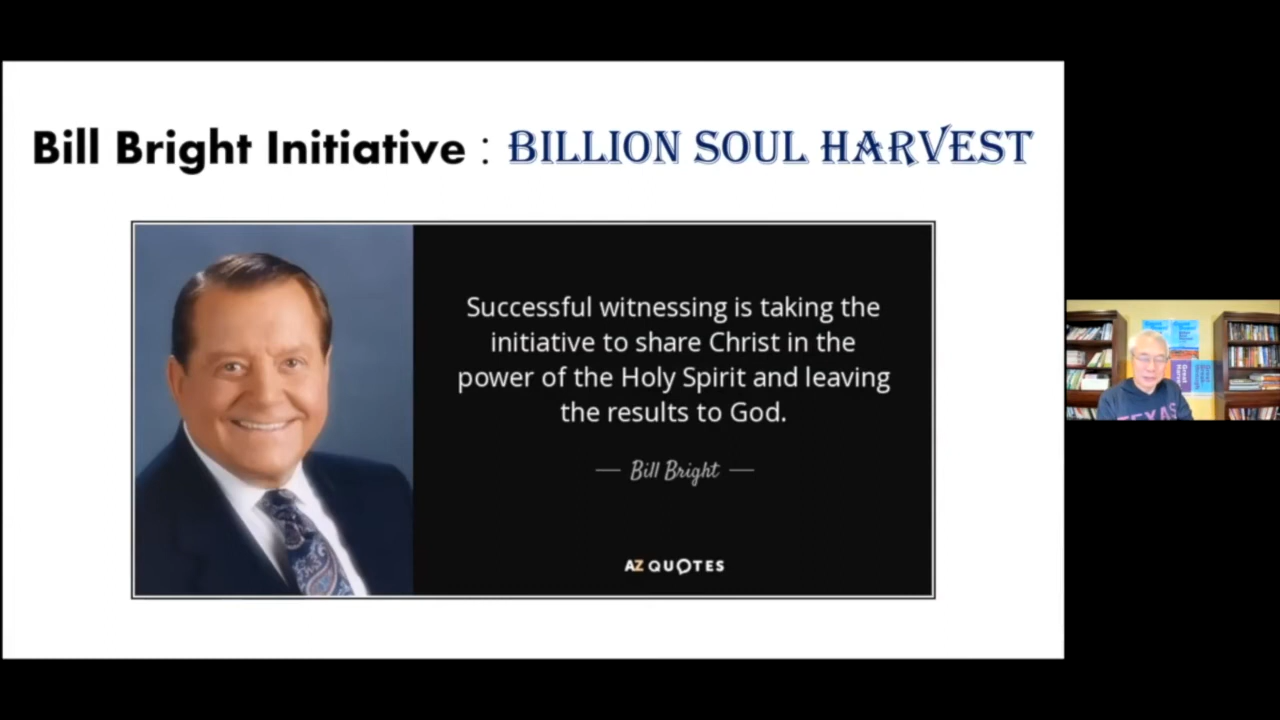 Bill Bright Initiative : BILLION SOUL HARVEST
Successful witnessing is taking the
initiative to share Christ in the
power of the Holy Spirit and leaving
the results to God.
— Bill Bright —
AZ QUOTES
TEXAS